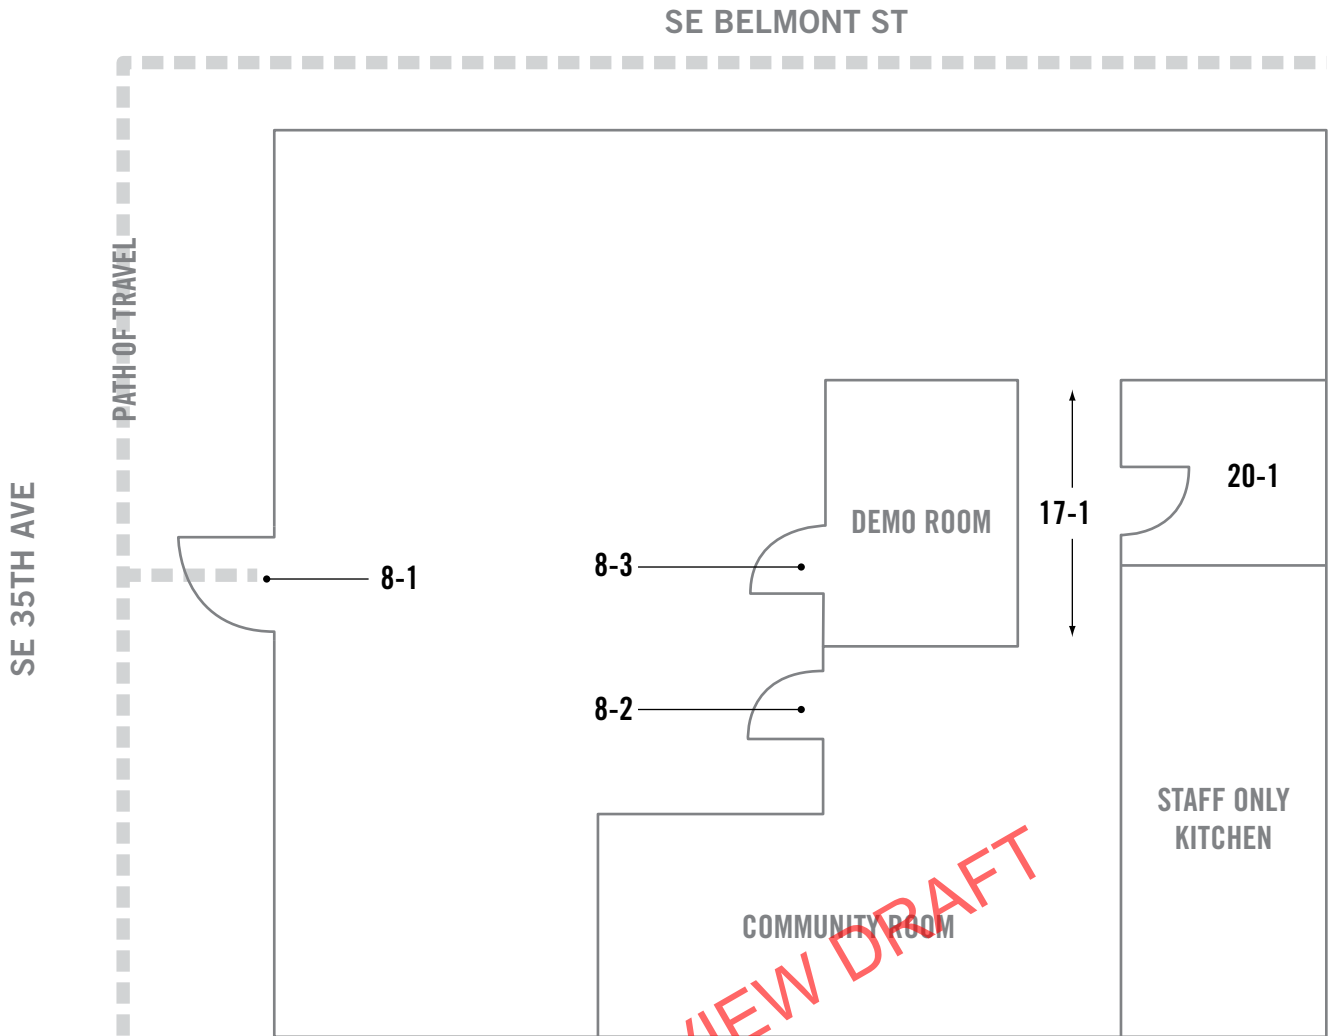 SE BELMONT ST
PATH OF TRAVEL
SE 35TH AVE
20-1
17-1
DEMO ROOM
8-3
8-1
8-2
STAFF ONLY
KITCHEN
COMMUNITY ROOM
VIEW DRAFT